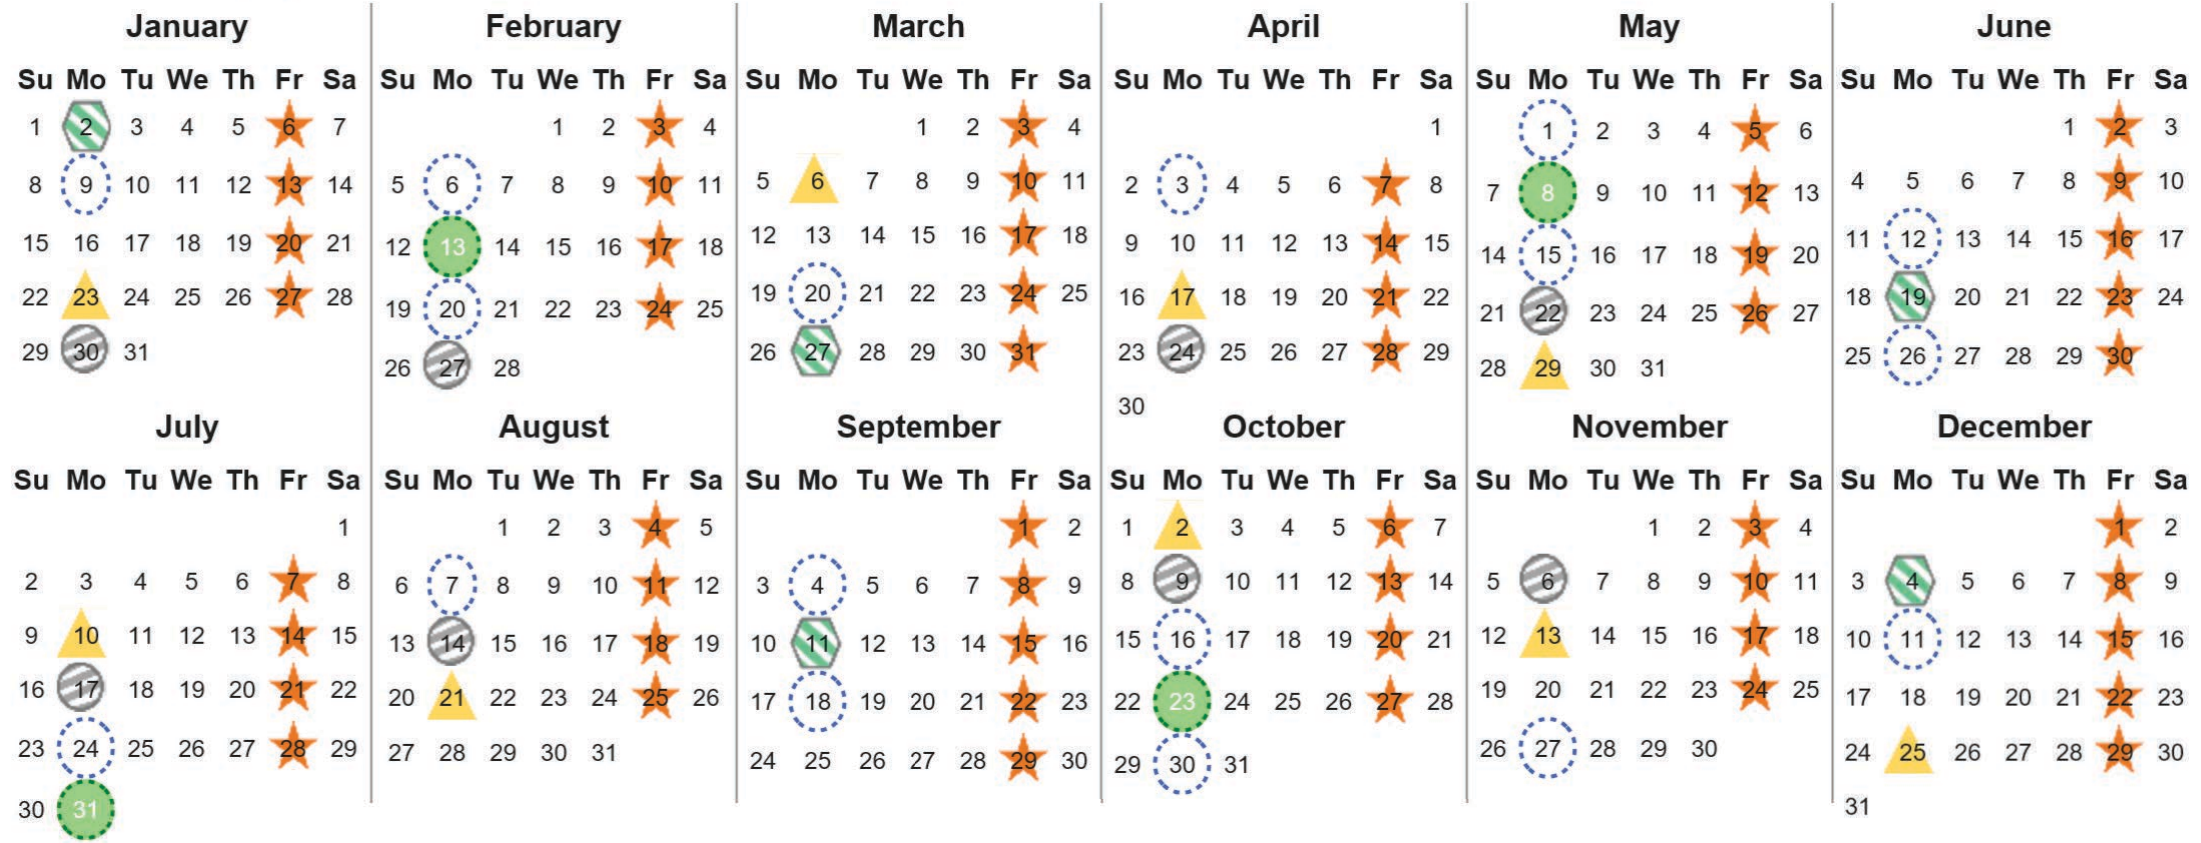 January
Su Mo Tu We Th Fr Sa
1 2 3 4 5 6 7
8 9 10 11 12 13 14
15 16 17 18 19 20 21
22 23 24 25 26 27 28
29 30 31
February
Su Mo Tu We Th Fr Sa
1 2 3 4
5 6 7 8 9 10 11
12 13 14 15 16 17 18
19 20 21 22 23 24 25
26 27 28
March
Su Mo Tu We Th Fr Sa
1 2 3 4
5 6 7 8 9 10 11
12 13 14 15 16 17 18
19 20 21 22 23 24 25
26 27 28 29 30 31
April
Su Mo Tu We Th Fr Sa
1
2 3 4 5 6 7 8
9 10 11 12 13 14 15
16 17 18 19 20 21 22
23 24 25 26 27 28 29
30
May
Su Mo Tu We Th Fr Sa
1 2 3 4 5 6
7 8 9 10 11 12 13
14 15 16 17 18 19 20
21 22 23 24 25 26 27
28 29 30 31
June
Su Mo Tu We Th Fr Sa
1 2 3
4 5 6 7 8 9 10
11 12 13 14 15 16 17
18 19 20 21 22 23 24
25 26 27 28 29 30
July
Su Mo Tu We Th Fr Sa
1
2 3 4 5 6 7 8
9 10 11 12 13 14 15
16 17 18 19 20 21 22
23 24 25 26 27 28 29
30 31
August
Su Mo Tu We Th Fr Sa
1 2 3 4 5
6 7 8 9 10 11 12
13 14 15 16 17 18 19
20 21 22 23 24 25 26
27 28 29 30 31
September
Su Mo Tu We Th Fr Sa
1 2
3 4 5 6 7 8 9
10 11 12 13 14 15 16
17 18 19 20 21 22 23
24 25 26 27 28 29 30
October
Su Mo Tu We Th Fr Sa
1 2 3 4 5 6 7
8 9 10 11 12 13 14
15 16 17 18 19 20 21
22 23 24 25 26 27 28
29 30 31
November
Su Mo Tu We Th Fr Sa
1 2 3 4
5 6 7 8 9 10 11
12 13 14 15 16 17 18
19 20 21 22 23 24 25
26 27 28 29 30
December
Su Mo Tu We Th Fr Sa
1 2
3 4 5 6 7 8 9
10 11 12 13 14 15 16
17 18 19 20 21 22 23
24 25 26 27 28 29 30
31